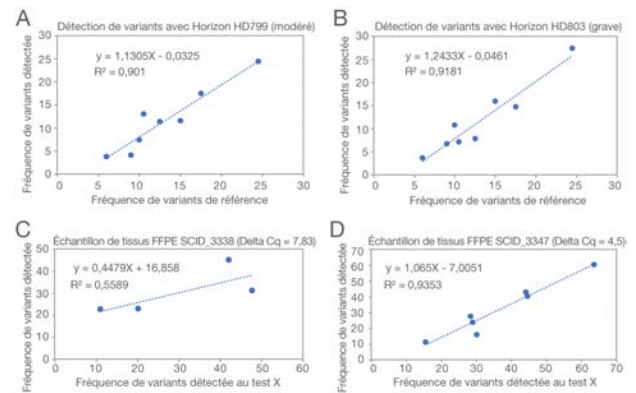 A
Détection de variants avec Horizon HD799 (modéré)
y = 1,1305X - 0,0325
R² = 0,901
Fréquence de variants détectée
30
25
20
15
10
5
0
0 5 10 15 20 25 30
Fréquence de variants de référence
B
Détection de variants avec Horizon HD803 (grave)
y = 1,2433X - 0,0461
R² = 0,9181
Fréquence de variants détectée
30
25
20
15
10
5
0
0 5 10 15 20 25 30
Fréquence de variants de référence
C
Échantillon de tissus FFPE SCID_3338 (Delta Cq = 7,83)
y = 0,4479X + 16,858
R² = 0,5589
Fréquence de variants détectée
50
40
30
20
10
0
0 10 20 30 40 50 60
Fréquence de variants détectée au test X
D
Échantillon de tissus FFPE SCID_3347 (Delta Cq = 4,5)
y = 1,065X - 7,0051
R² = 0,9353
Fréquence de variants détectée
70
60
50
40
30
20
10
0
0 10 20 30 40 50 60 70
Fréquence de variants détectée au test X